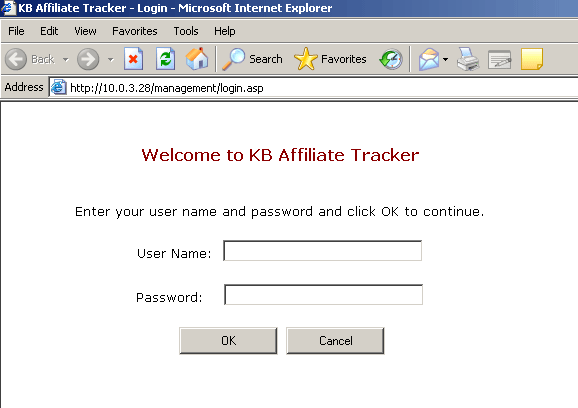 KB Affiliate Tracker - Login - Microsoft Internet Explorer
File Edit View Favorites Tools Help
Back Search Favorites
Address http://10.0.3.28/management/login.asp
Welcome to KB Affiliate Tracker
Enter your user name and password and click OK to continue.
User Name:
Password:
OK Cancel